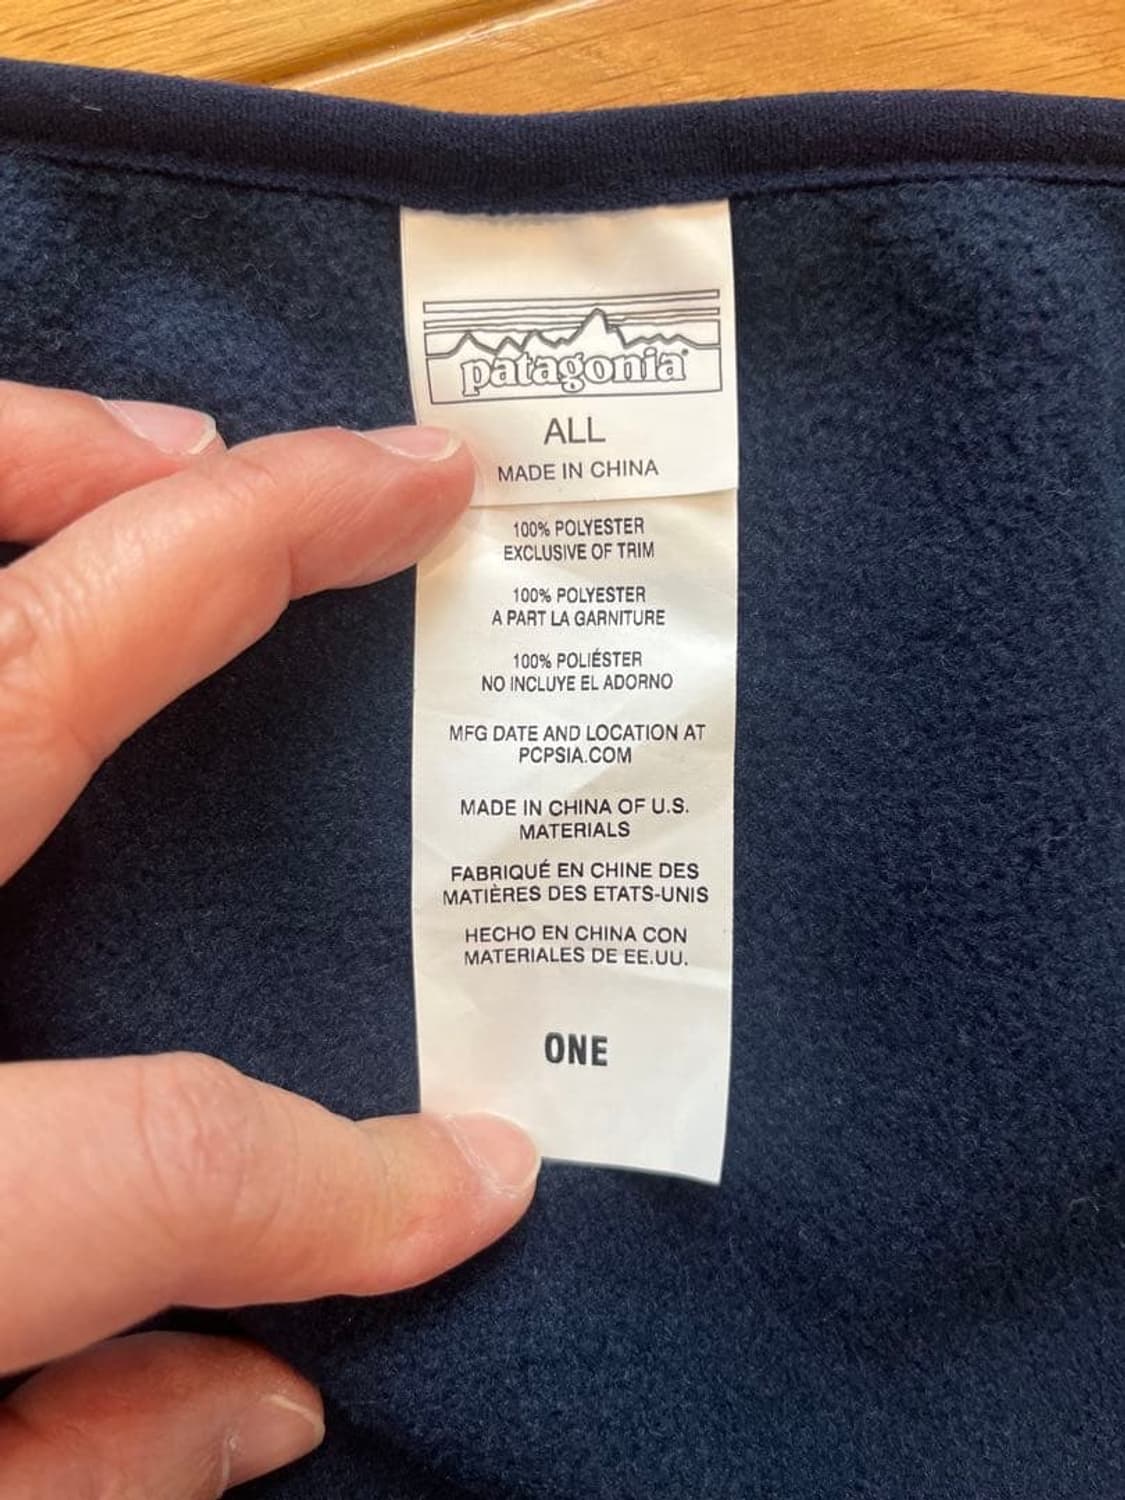 patagonia®
ALL
MADE IN CHINA
100% POLYESTER
EXCLUSIVE OF TRIM
100% POLYESTER
A PART LA GARNITURE
100% POLIÉSTER
NO INCLUYE EL ADORNO
MFG DATE AND LOCATION AT
PCPSIA.COM
MADE IN CHINA OF U.S.
MATERIALS
FABRIQUÉ EN CHINE DES
MATIÈRES DES ETATS-UNIS
HECHO EN CHINA CON
MATERIALES DE EE.UU.
ONE